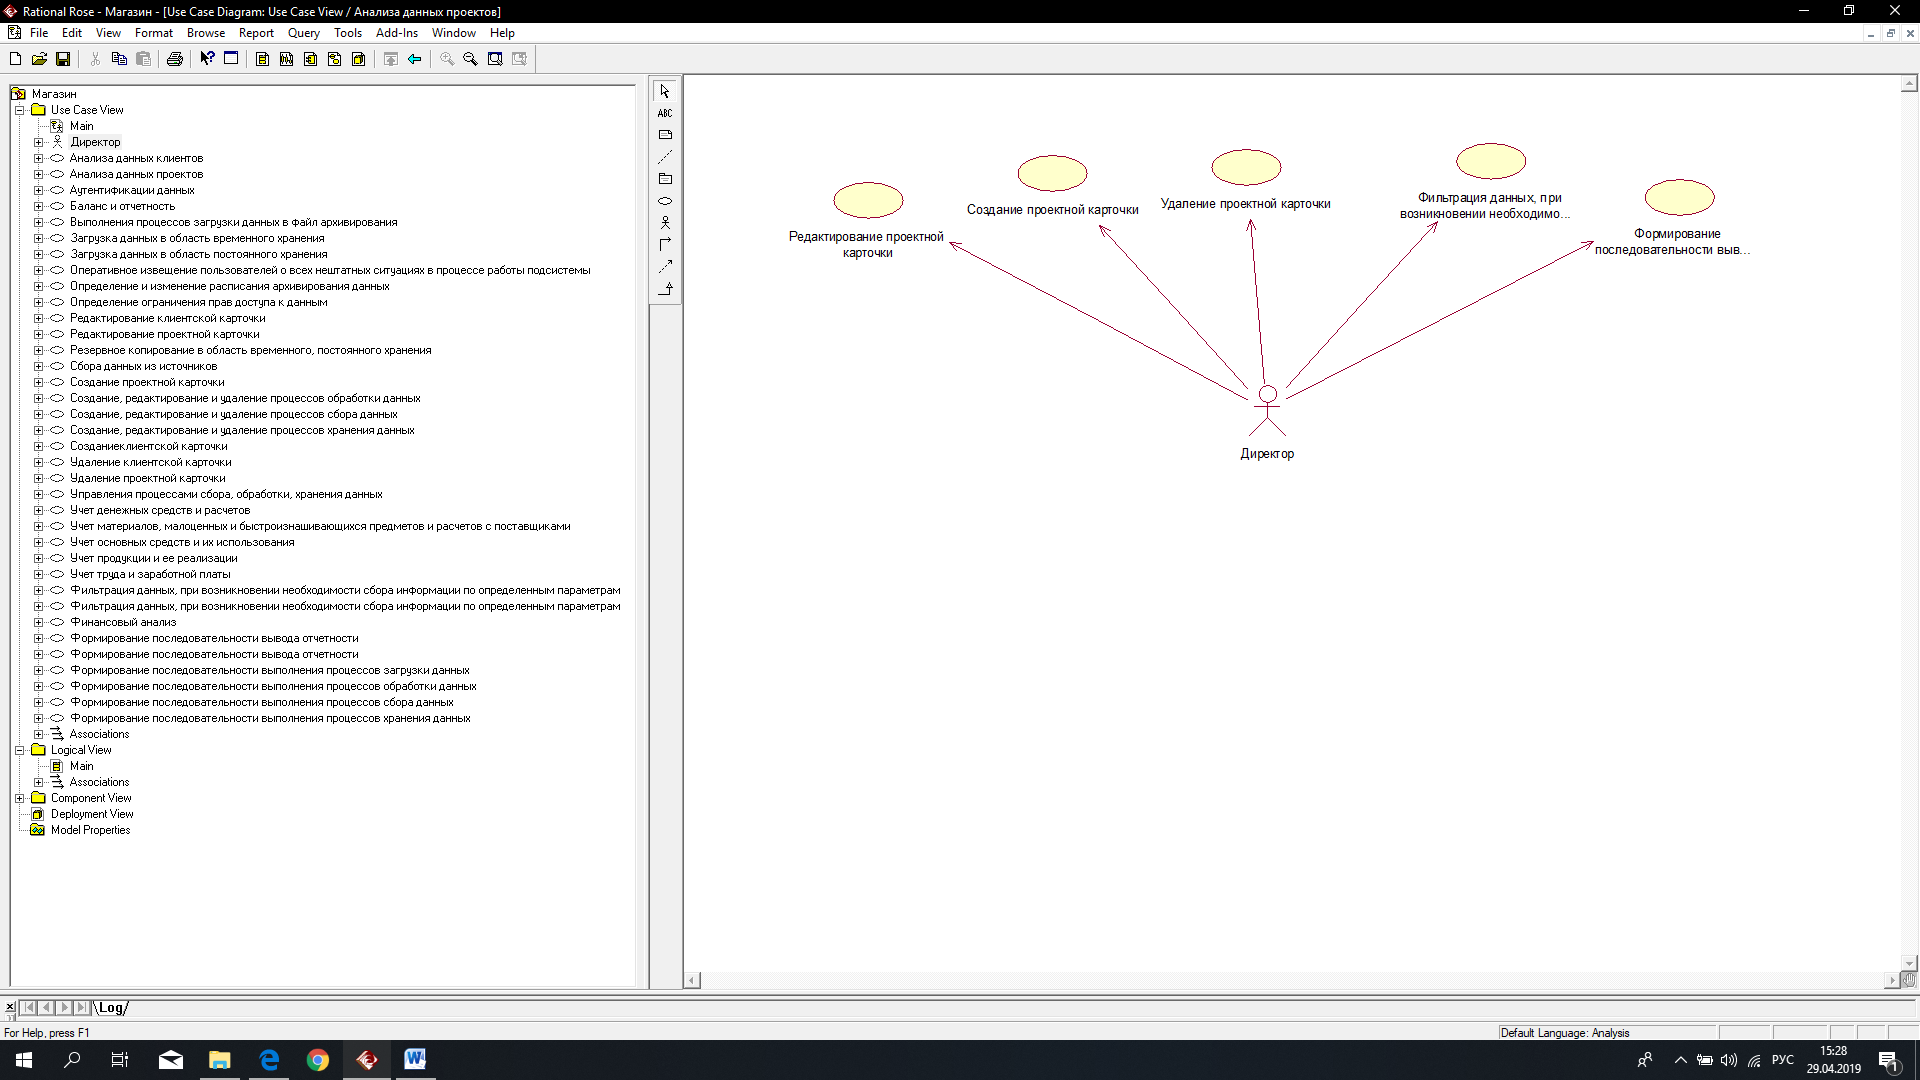 Rational Rose - Магазин - [Use Case Diagram: Use Case View / Анализа данных проектов]
File Edit View Format Browse Report Query Tools Add-Ins Window Help
Магазин
Use Case View
Main
Директор
Анализа данных клиентов
Анализа данных проектов
Аутентификации данных
Баланс и отчетность
Выполнения процессов загрузки данных в файл архивирования
Загрузка данных в область временного хранения
Загрузка данных в область постоянного хранения
Оперативное извещение пользователей о всех нештатных ситуациях в процессе работы подсистемы
Определение и изменение расписания архивирования данных
Определение ограничения прав доступа к данным
Редактирование клиентской карточки
Редактирование проектной карточки
Резервное копирование в область временного, постоянного хранения
Сбора данных из источников
Создание проектной карточки
Создание, редактирование и удаление процессов обработки данных
Создание, редактирование и удаление процессов сбора данных
Создание, редактирование и удаление процессов хранения данных
Созданиеклиентской карточки
Удаление клиентской карточки
Удаление проектной карточки
Управления процессами сбора, обработки, хранения данных
Учет денежных средств и расчетов
Учет материалов, малоценных и быстроизнашивающихся предметов и расчетов с поставщиками
Учет основных средств и их использования
Учет продукции и ее реализации
Учет труда и заработной платы
Фильтрация данных, при возникновении необходимости сбора информации по определенным параметрам
Фильтрация данных, при возникновении необходимости сбора информации по определенным параметрам
Финансовый анализ
Формирование последовательности вывода отчетности
Формирование последовательности вывода отчетности
Формирование последовательности выполнения процессов загрузки данных
Формирование последовательности выполнения процессов обработки данных
Формирование последовательности выполнения процессов сбора данных
Формирование последовательности выполнения процессов хранения данных
Associations
Logical View
Main
Associations
Component View
Deployment View
Model Properties
ABC
Редактирование проектной
карточки
Создание проектной карточки
Удаление проектной карточки
Фильтрация данных, при
возникновении необходимо...
Формирование
последовательности выв...
Директор
Log
For Help, press F1
Default Language: Analysis
РУС
15:28
29.04.2019
1